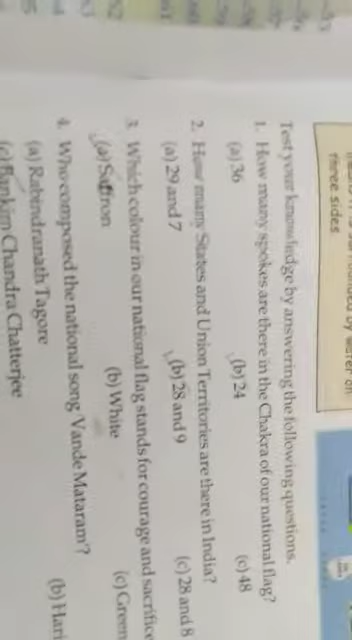 three sides.
Test your knowledge by answering the following questions.
1. How many spokes are there in the Chakra of our national flag?
(a) 36 (b) 24 (c) 48
2. How many States and Union Territories are there in India?
(a) 29 and 7 (b) 28 and 9 (c) 28 and 8
3. Which colour in our national flag stands for courage and sacrifice
(a) Saffron (b) White (c) Green
4. Who composed the national song Vande Mataram?
(a) Rabindranath Tagore (b) Hari
(c) Bankim Chandra Chatterjee